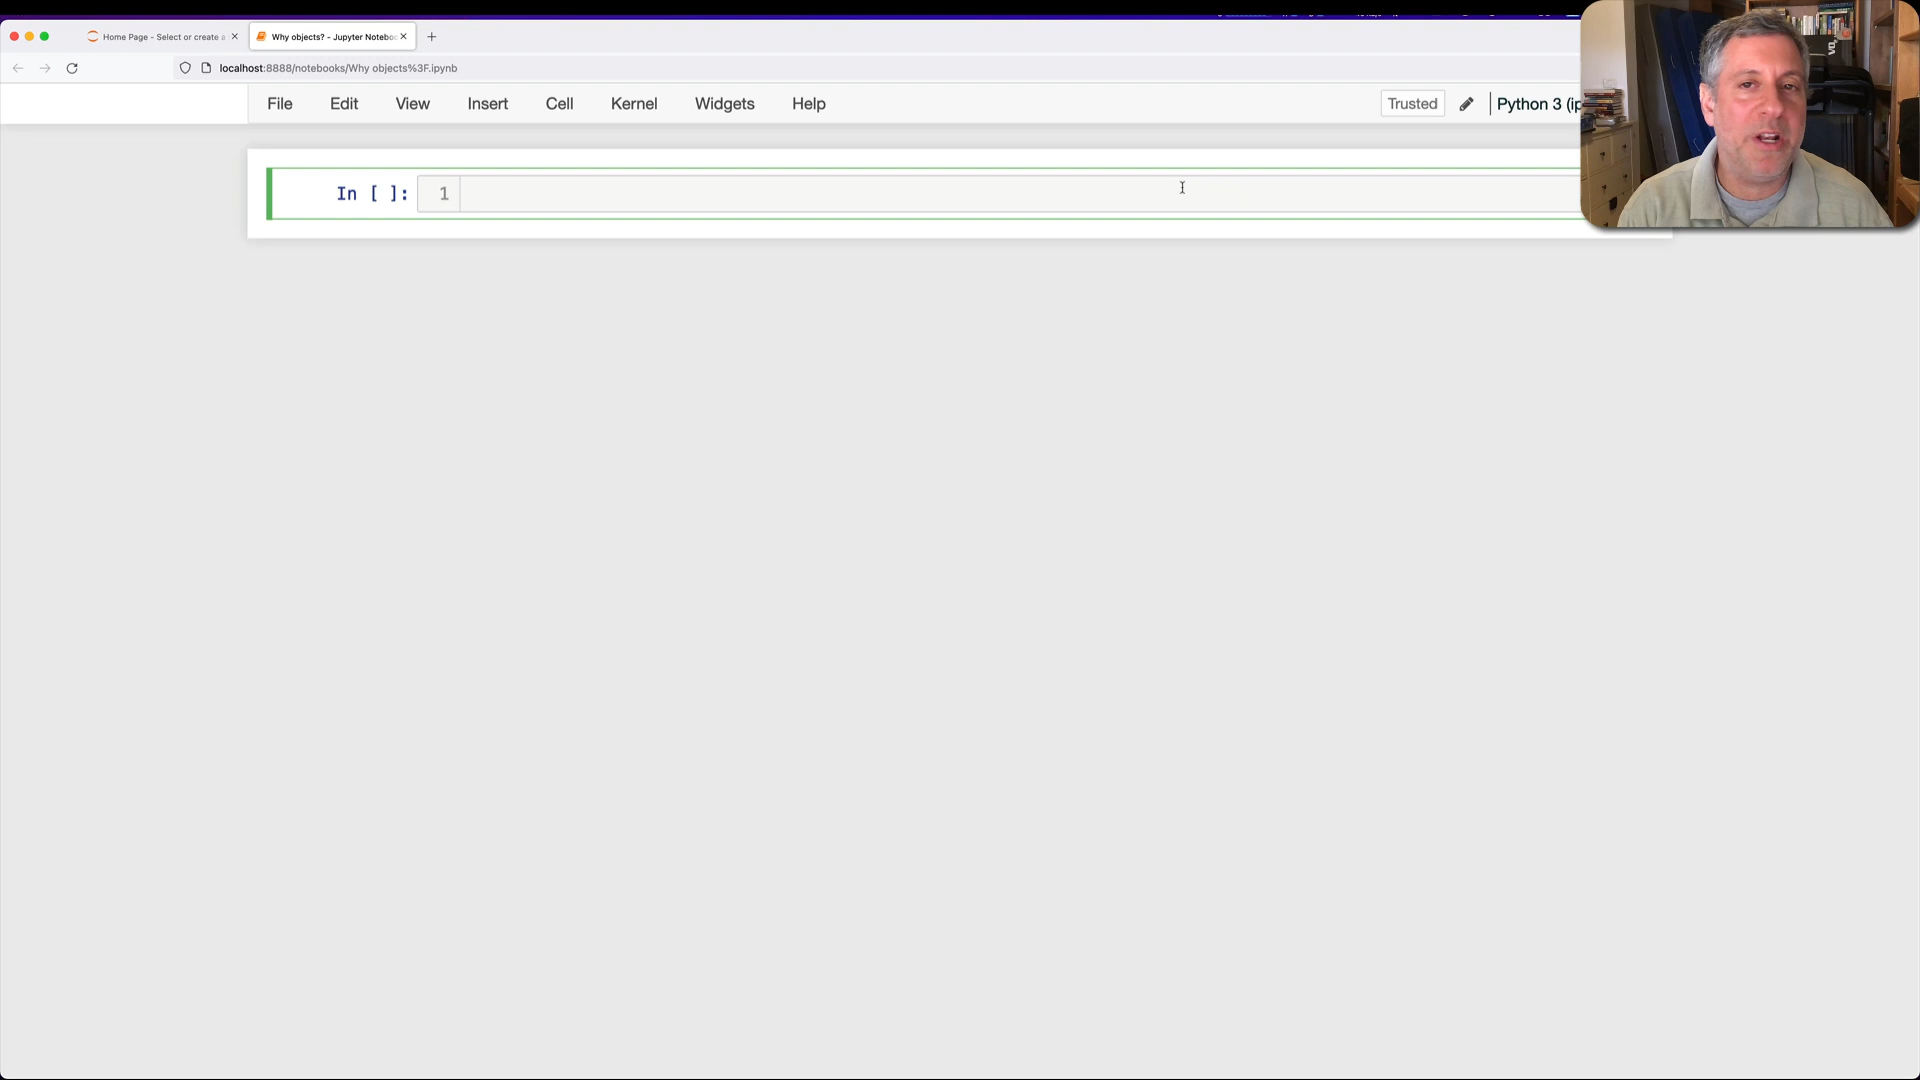 Home Page - Select or create a
Why objects? - Jupyter Noteboo
localhost:8888/notebooks/Why objects%3F.ipynb
File Edit View Insert Cell Kernel Widgets Help Trusted Python 3 (ip
In [ ]: 1